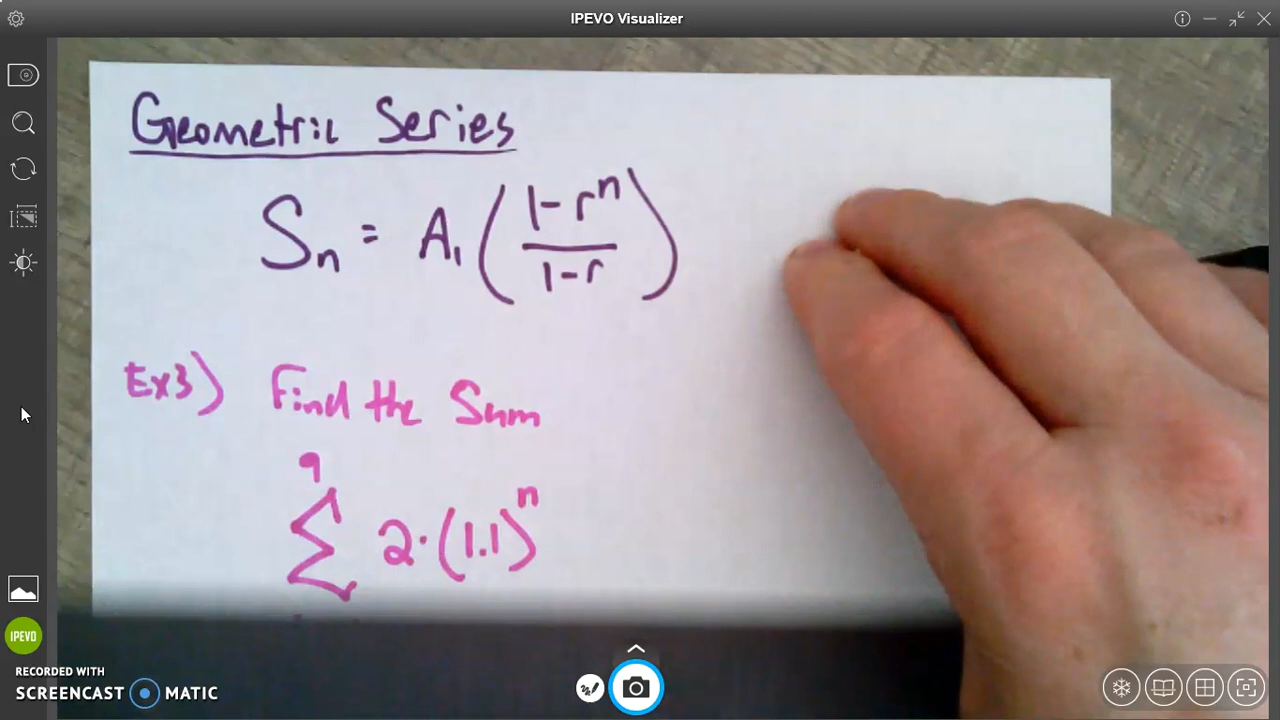 IPEVO Visualizer
Geometric Series
Sn = A1 ( 1-r^n / 1-r )
Ex3) Find the Sum
9
Σ 2·(1.1)^n
IPEVO
RECORDED WITH
SCREENCAST MATIC